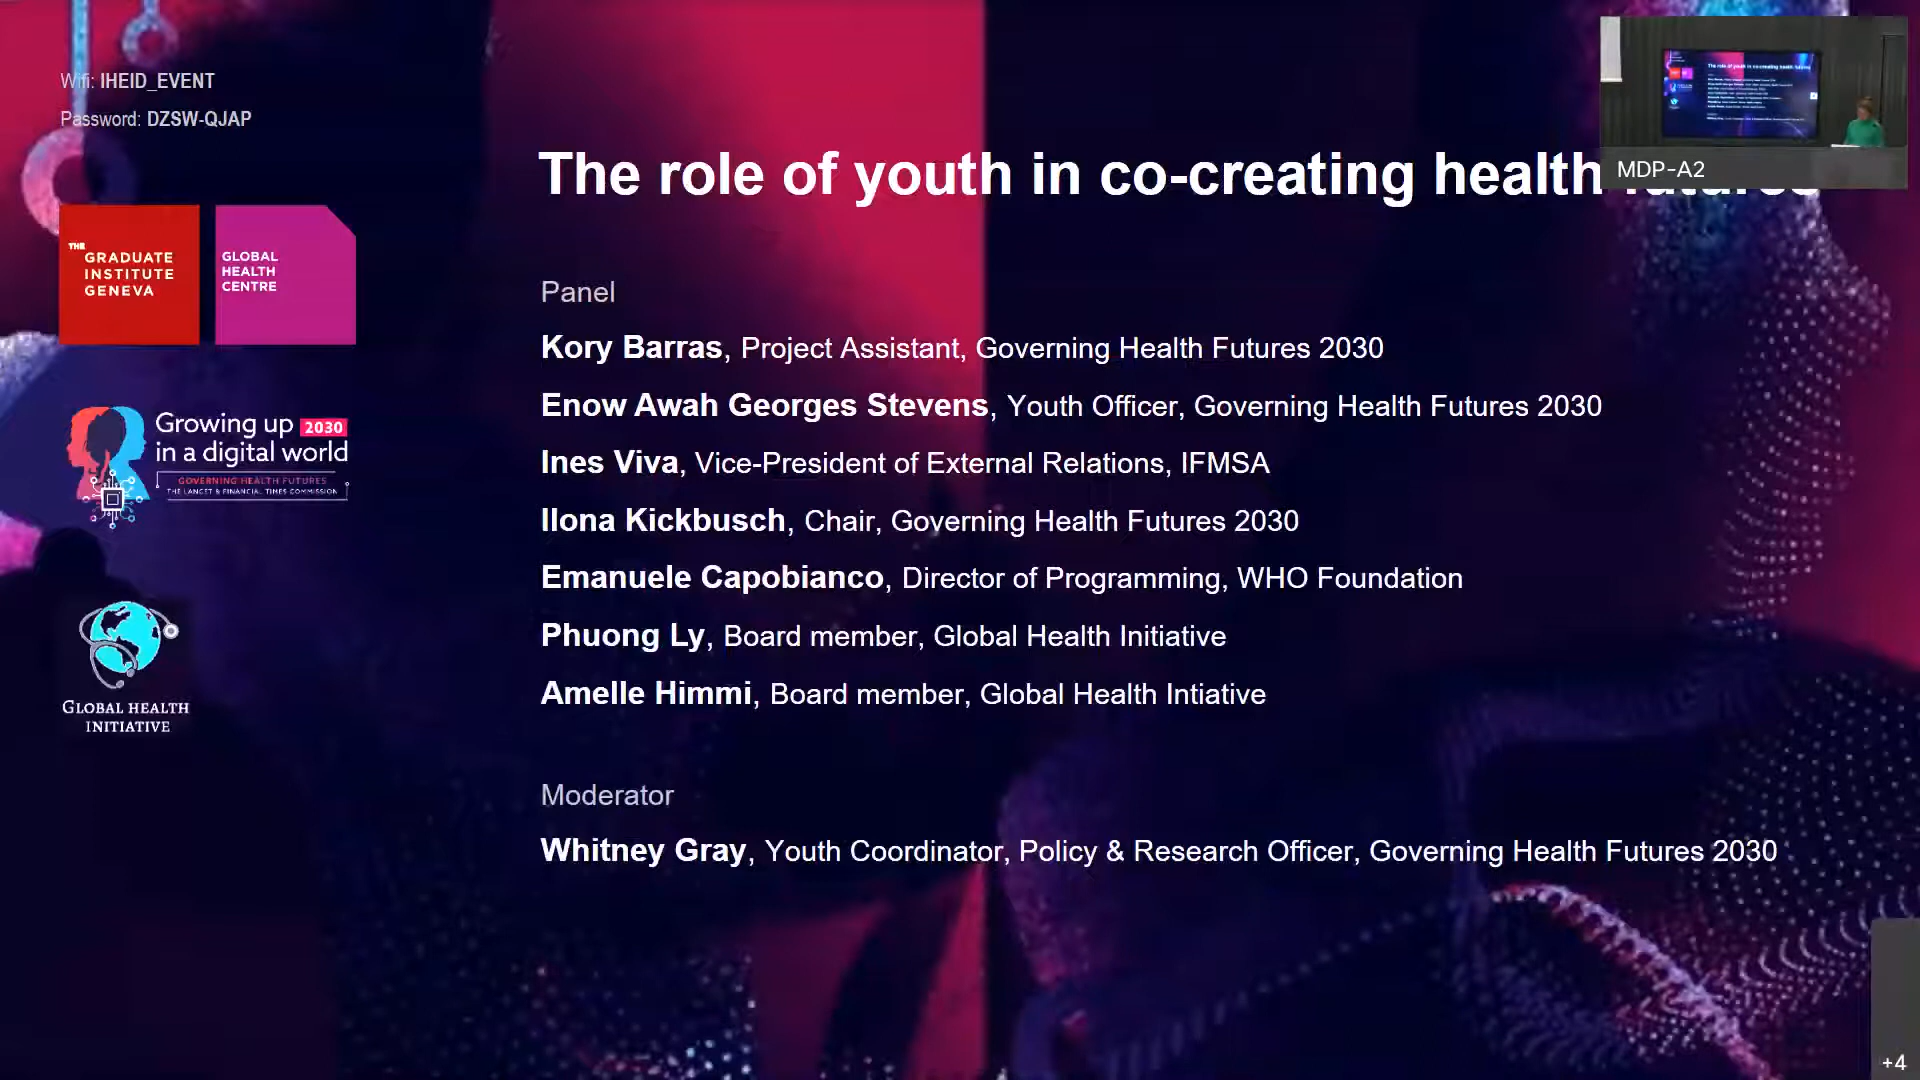 Wifi: IHEID_EVENT
Password: DZSW-QJAP
THE
GRADUATE
INSTITUTE
GENEVA
GLOBAL
HEALTH
CENTRE
Growing up 2030
in a digital world
GOVERNING HEALTH FUTURES
THE LANCET & FINANCIAL TIMES COMMISSION
GLOBAL HEALTH
INITIATIVE
The role of youth in co-creating health
MDP-A2
Panel
Kory Barras, Project Assistant, Governing Health Futures 2030
Enow Awah Georges Stevens, Youth Officer, Governing Health Futures 2030
Ines Viva, Vice-President of External Relations, IFMSA
Ilona Kickbusch, Chair, Governing Health Futures 2030
Emanuele Capobianco, Director of Programming, WHO Foundation
Phuong Ly, Board member, Global Health Initiative
Amelle Himmi, Board member, Global Health Intiative
Moderator
Whitney Gray, Youth Coordinator, Policy & Research Officer, Governing Health Futures 2030
+4